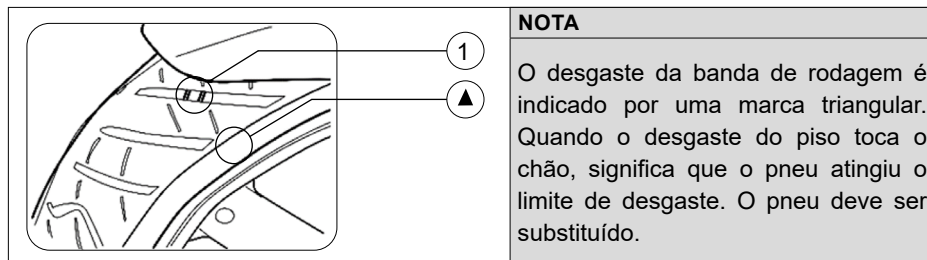 1
▲
NOTA
O desgaste da banda de rodagem é
indicado por uma marca triangular.
Quando o desgaste do piso toca o
chão, significa que o pneu atingiu o
limite de desgaste. O pneu deve ser
substituído.